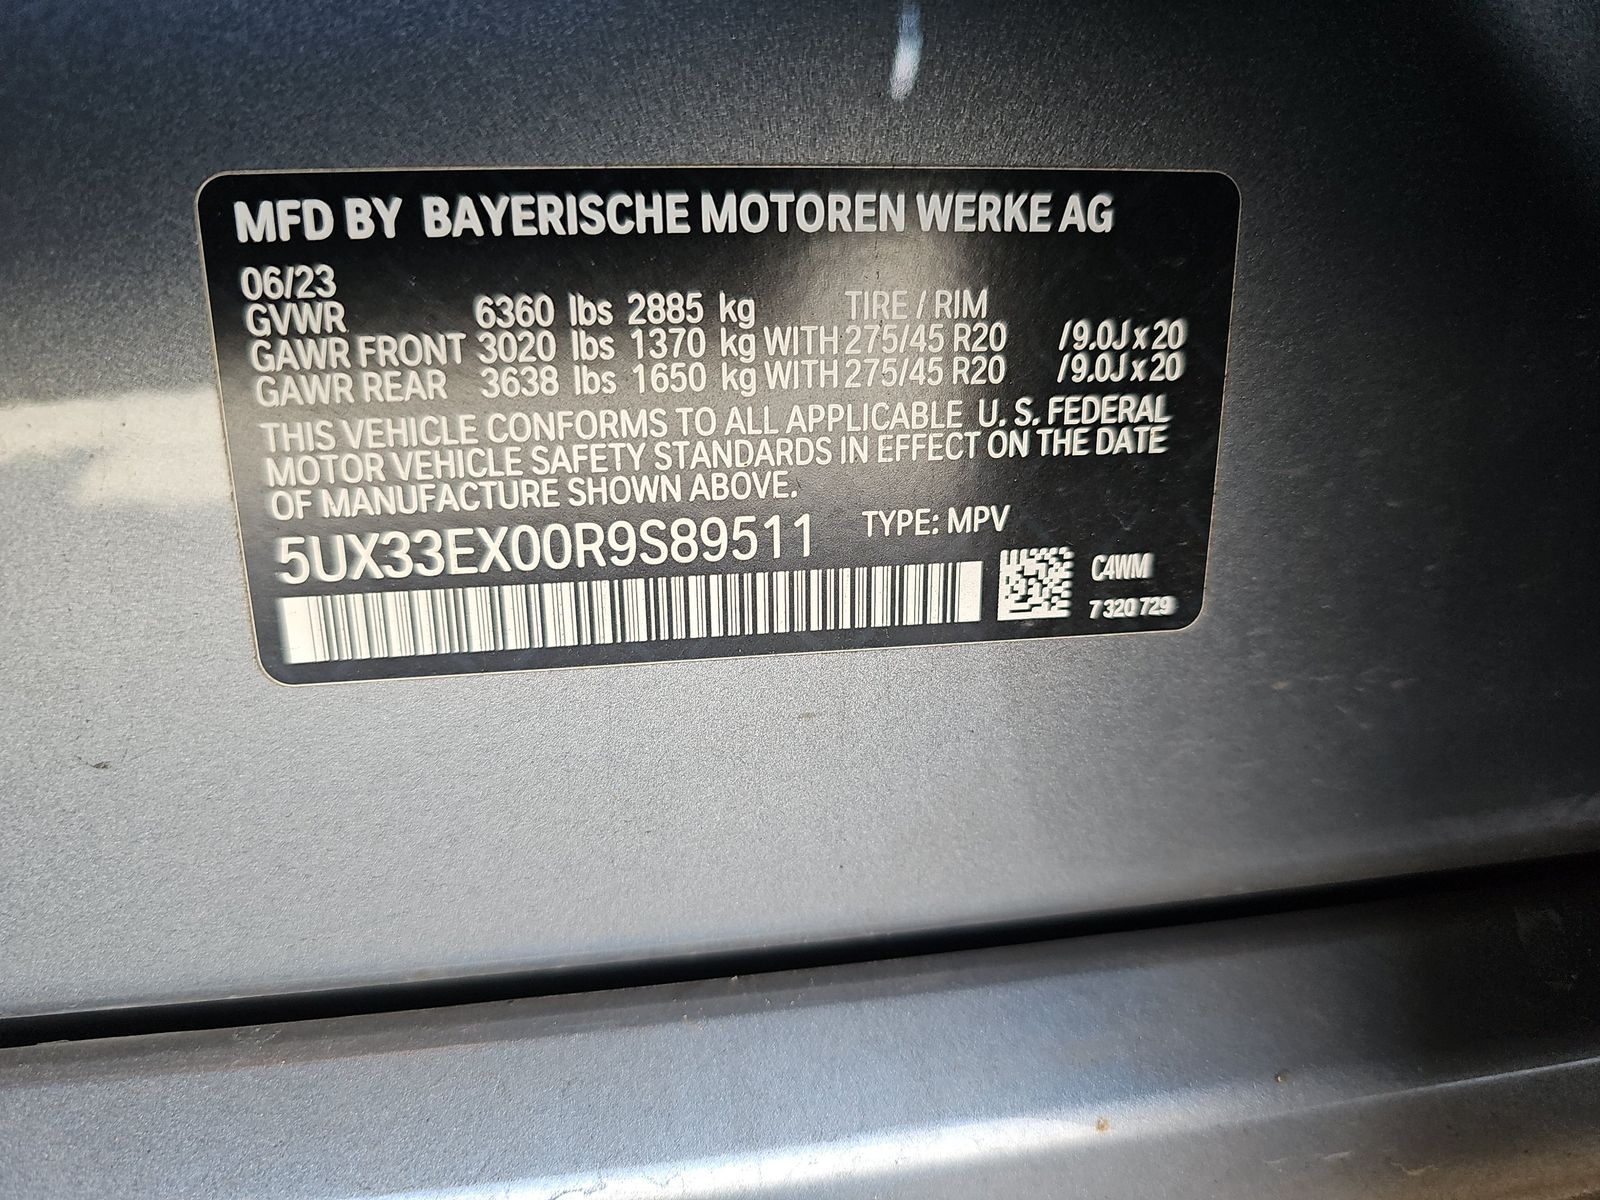 MFD BY BAYERISCHE MOTOREN WERKE AG
06/23
GVWR 6360 lbs 2885 kg TIRE / RIM
GAWR FRONT 3020 lbs 1370 kg WITH 275/45 R20 / 9.0J x 20
GAWR REAR 3638 lbs 1650 kg WITH 275/45 R20 / 9.0J x 20
THIS VEHICLE CONFORMS TO ALL APPLICABLE U. S. FEDERAL
MOTOR VEHICLE SAFETY STANDARDS IN EFFECT ON THE DATE
OF MANUFACTURE SHOWN ABOVE.
5UX33EX00R9S89511 TYPE: MPV
C4WM
7 320 729